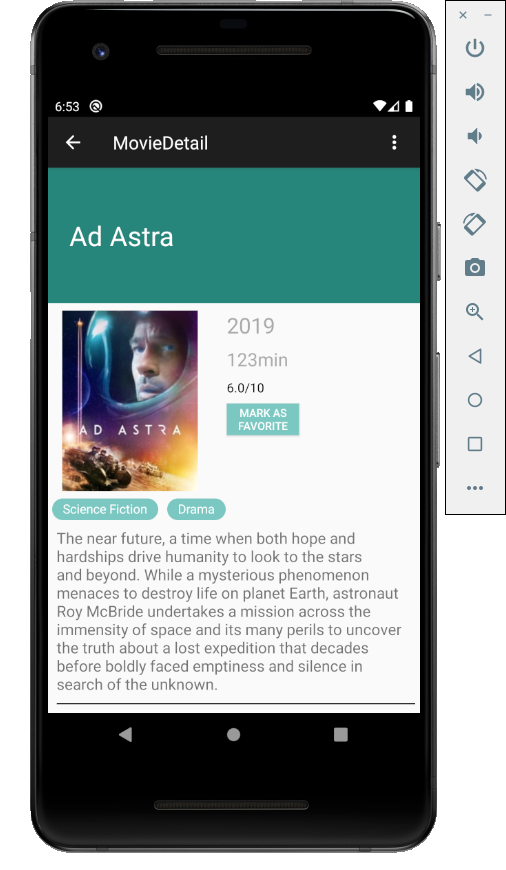 6:53
MovieDetail
Ad Astra
AD ASTRA
2019
123min
6.0/10
MARK AS
FAVORITE
Science Fiction
Drama
The near future, a time when both hope and
hardships drive humanity to look to the stars
and beyond. While a mysterious phenomenon
menaces to destroy life on planet Earth, astronaut
Roy McBride undertakes a mission across the
immensity of space and its many perils to uncover
the truth about a lost expedition that decades
before boldly faced emptiness and silence in
search of the unknown.